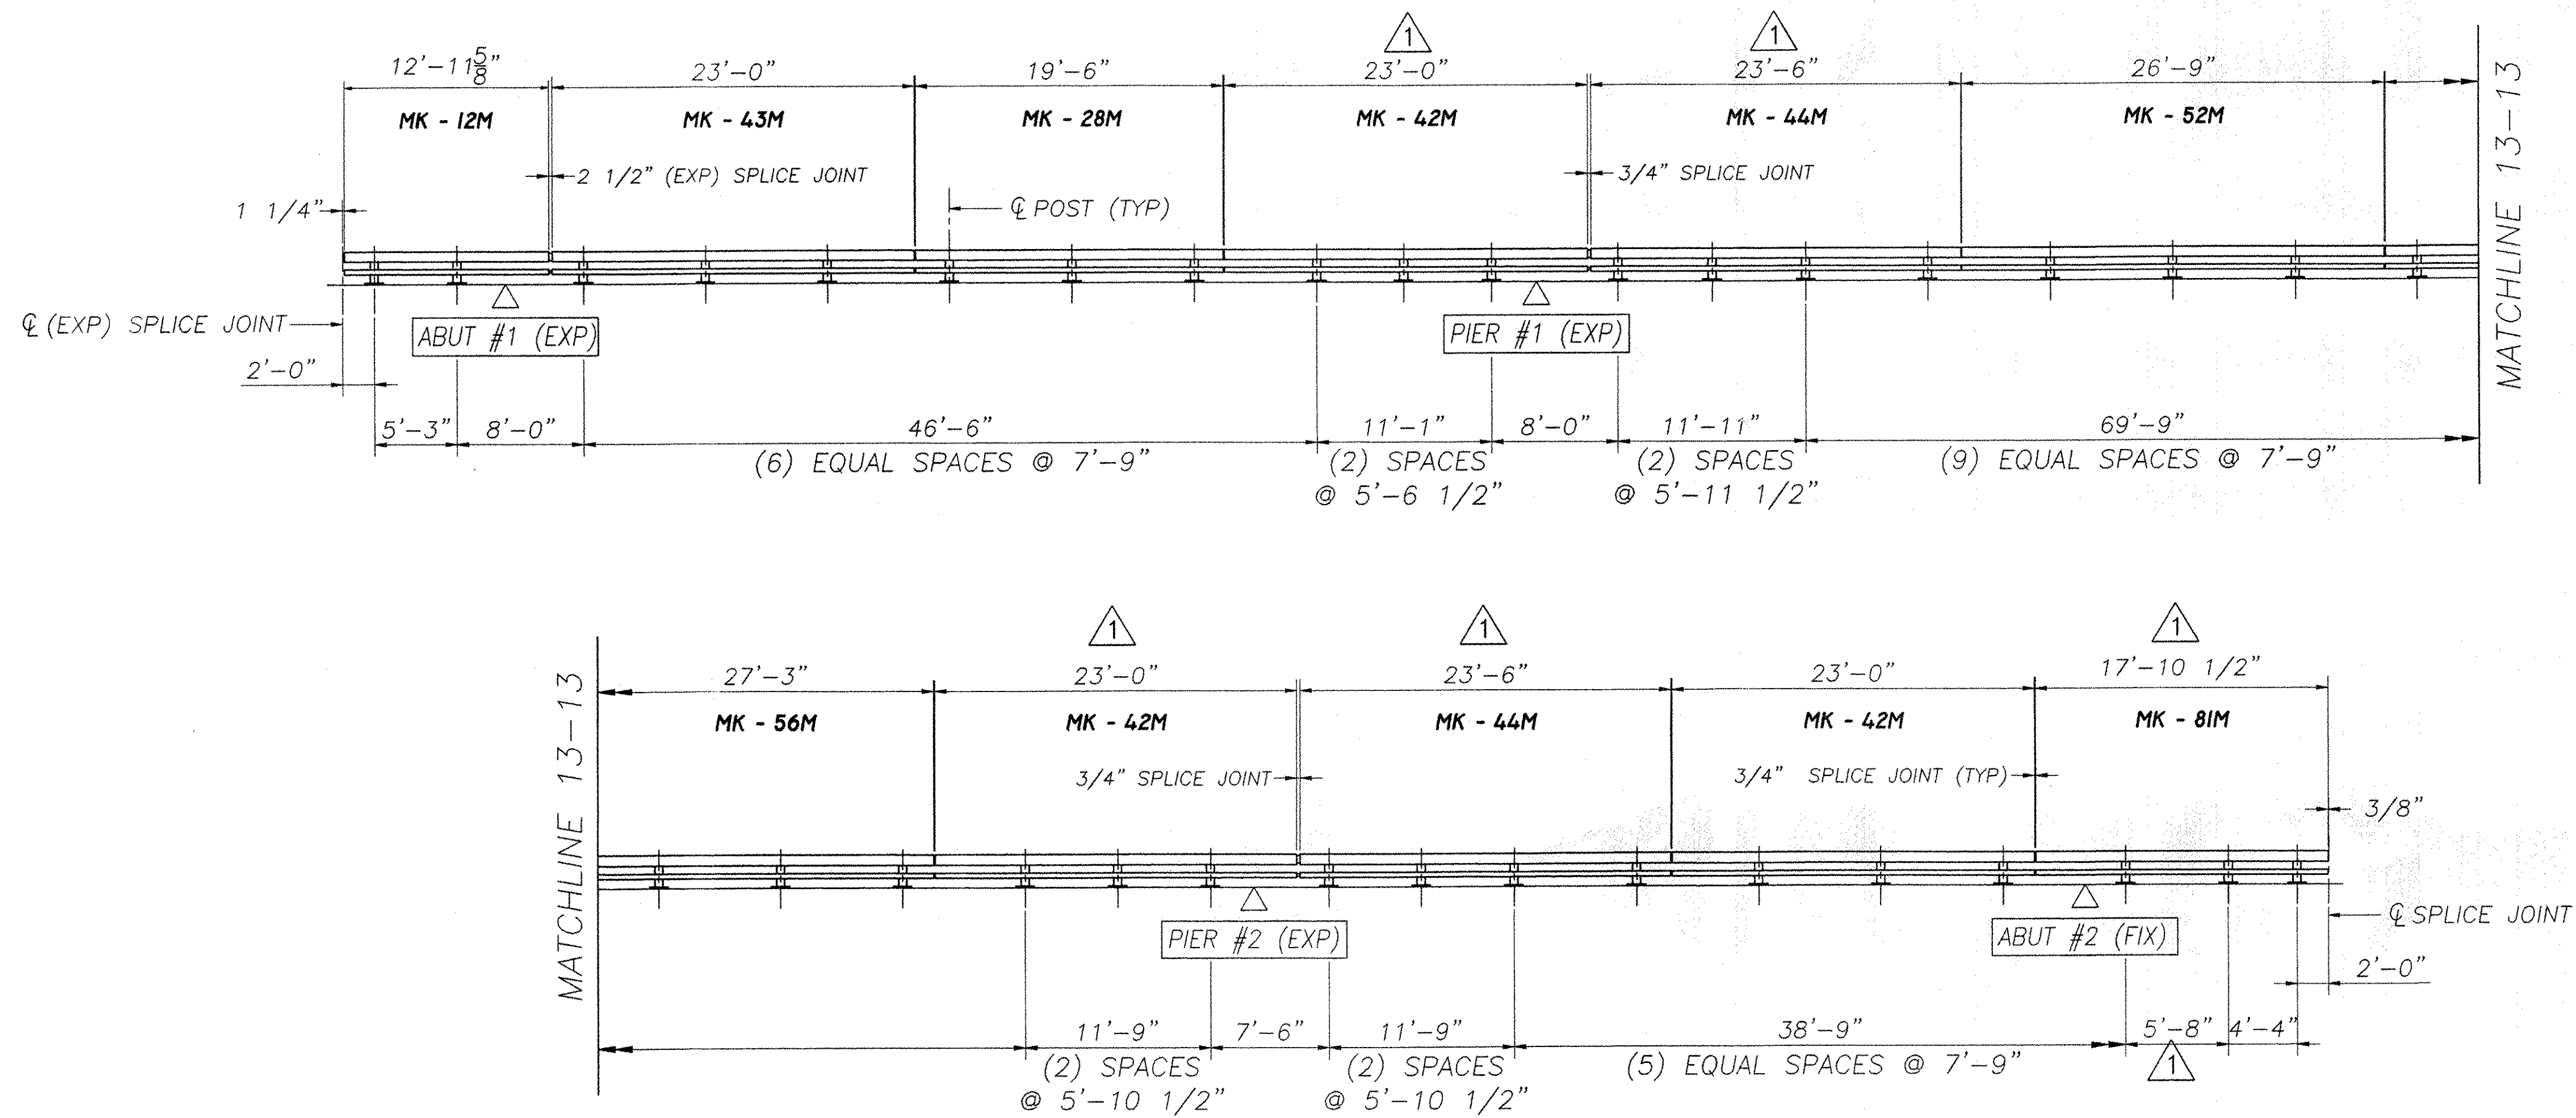 1
1
12'-11 5/8"
23'-0"
19'-6"
23'-0"
23'-6"
26'-9"
MK - 12M
MK - 43M
MK - 28M
MK - 42M
MK - 44M
MK - 52M
MATCHLINE 13-13
2 1/2" (EXP) SPLICE JOINT
3/4" SPLICE JOINT
1 1/4"
℄ POST (TYP)
℄ (EXP) SPLICE JOINT
ABUT #1 (EXP)
PIER #1 (EXP)
2'-0"
5'-3"
8'-0"
46'-6"
(6) EQUAL SPACES @ 7'-9"
11'-1"
(2) SPACES
@ 5'-6 1/2"
8'-0"
11'-11"
(2) SPACES
@ 5'-11 1/2"
69'-9"
(9) EQUAL SPACES @ 7'-9"
1
1
1
MATCHLINE 13-13
27'-3"
23'-0"
23'-6"
23'-0"
17'-10 1/2"
MK - 56M
MK - 42M
MK - 44M
MK - 42M
MK - 81M
3/4" SPLICE JOINT
3/4" SPLICE JOINT (TYP)
3/8"
℄ SPLICE JOINT
PIER #2 (EXP)
ABUT #2 (FIX)
2'-0"
11'-9"
(2) SPACES
@ 5'-10 1/2"
7'-6"
11'-9"
(2) SPACES
@ 5'-10 1/2"
38'-9"
(5) EQUAL SPACES @ 7'-9"
5'-8"
4'-4"
1